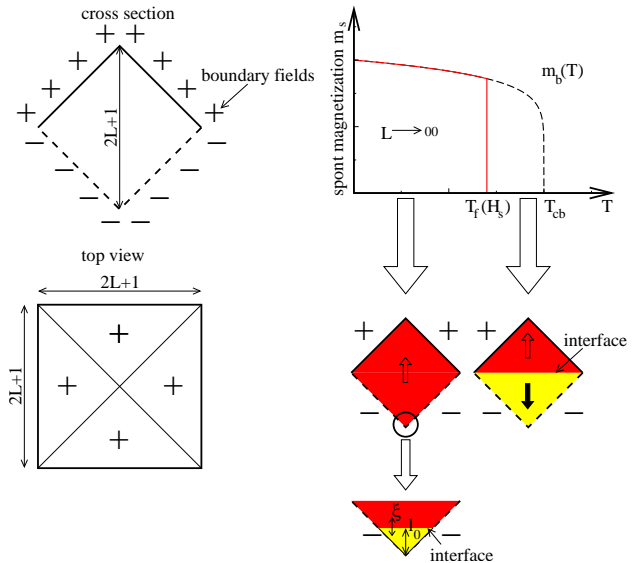 cross section
+ + + + + + + +
boundary fields
2L+1
− − − − − − − −
top view
2L+1
2L+1
+
+ +
+
spont magnetization m_s
m_b(T)
L → ∞
T_f(H_s) T_cb T
+ + + +
interface
− − − −
ξ l_0
− −
interface